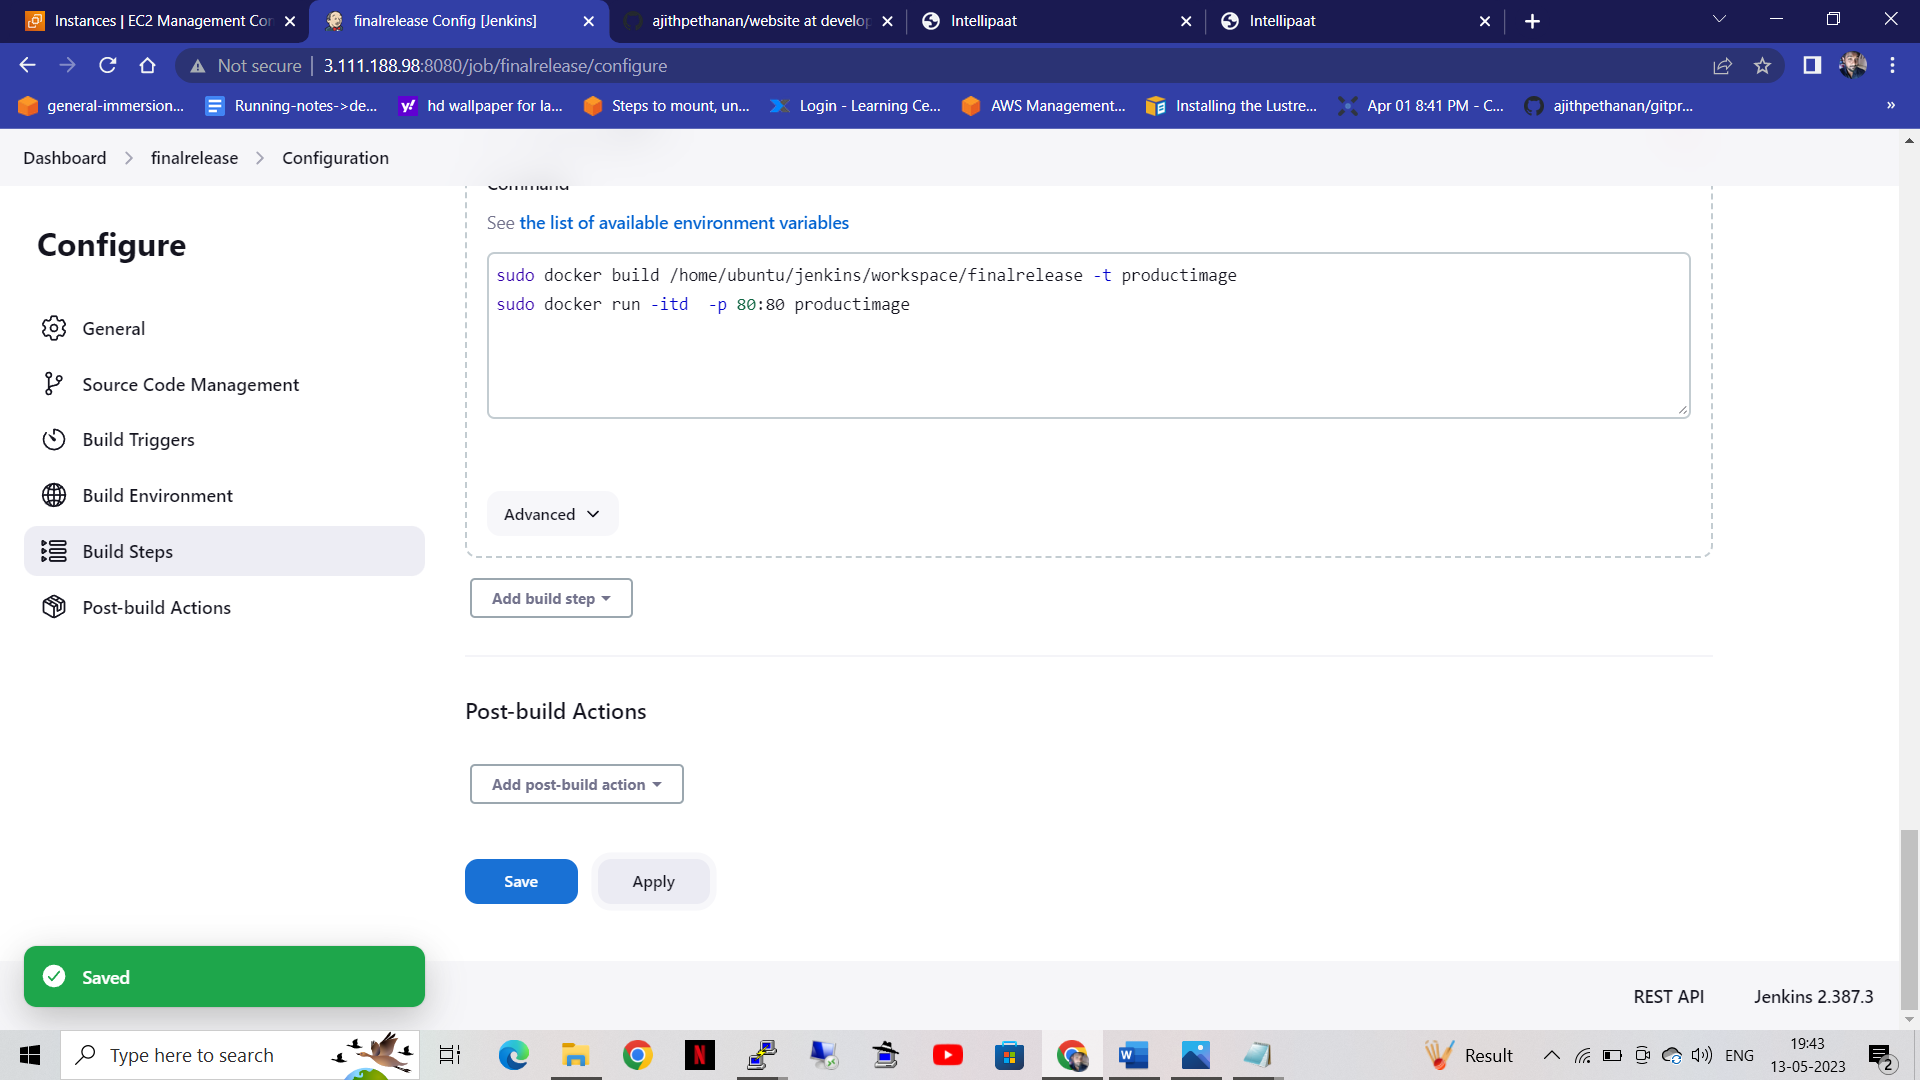 Instances | EC2 Management Con
finalrelease Config [Jenkins]
ajithpethanan/website at develop
Intellipaat
Intellipaat
Not secure
3.111.188.98:8080/job/finalrelease/configure
general-immersion...
Running-notes->de...
hd wallpaper for la...
Steps to mount, un...
Login - Learning Ce...
AWS Management...
Installing the Lustre...
Apr 01 8:41 PM - C...
ajithpethanan/gitpr...
»
Dashboard
finalrelease
Configuration
Command
See the list of available environment variables
Configure
sudo docker build /home/ubuntu/jenkins/workspace/finalrelease -t productimage
sudo docker run -itd  -p 80:80 productimage
General
Source Code Management
Build Triggers
Build Environment
Build Steps
Post-build Actions
Advanced
Add build step
Post-build Actions
Add post-build action
Save
Apply
Saved
REST API
Jenkins 2.387.3
Type here to search
Result
ENG
19:43
13-05-2023
2